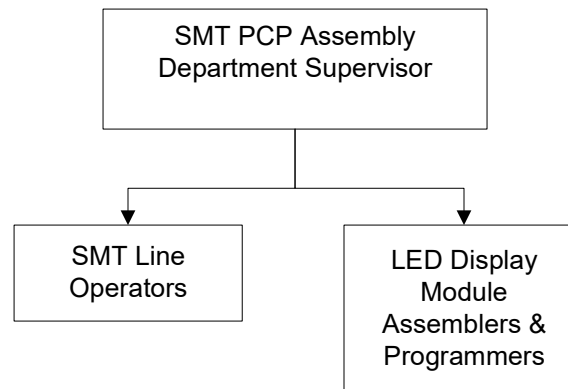 SMT PCP Assembly
Department Supervisor
SMT Line
Operators
LED Display
Module
Assemblers &
Programmers